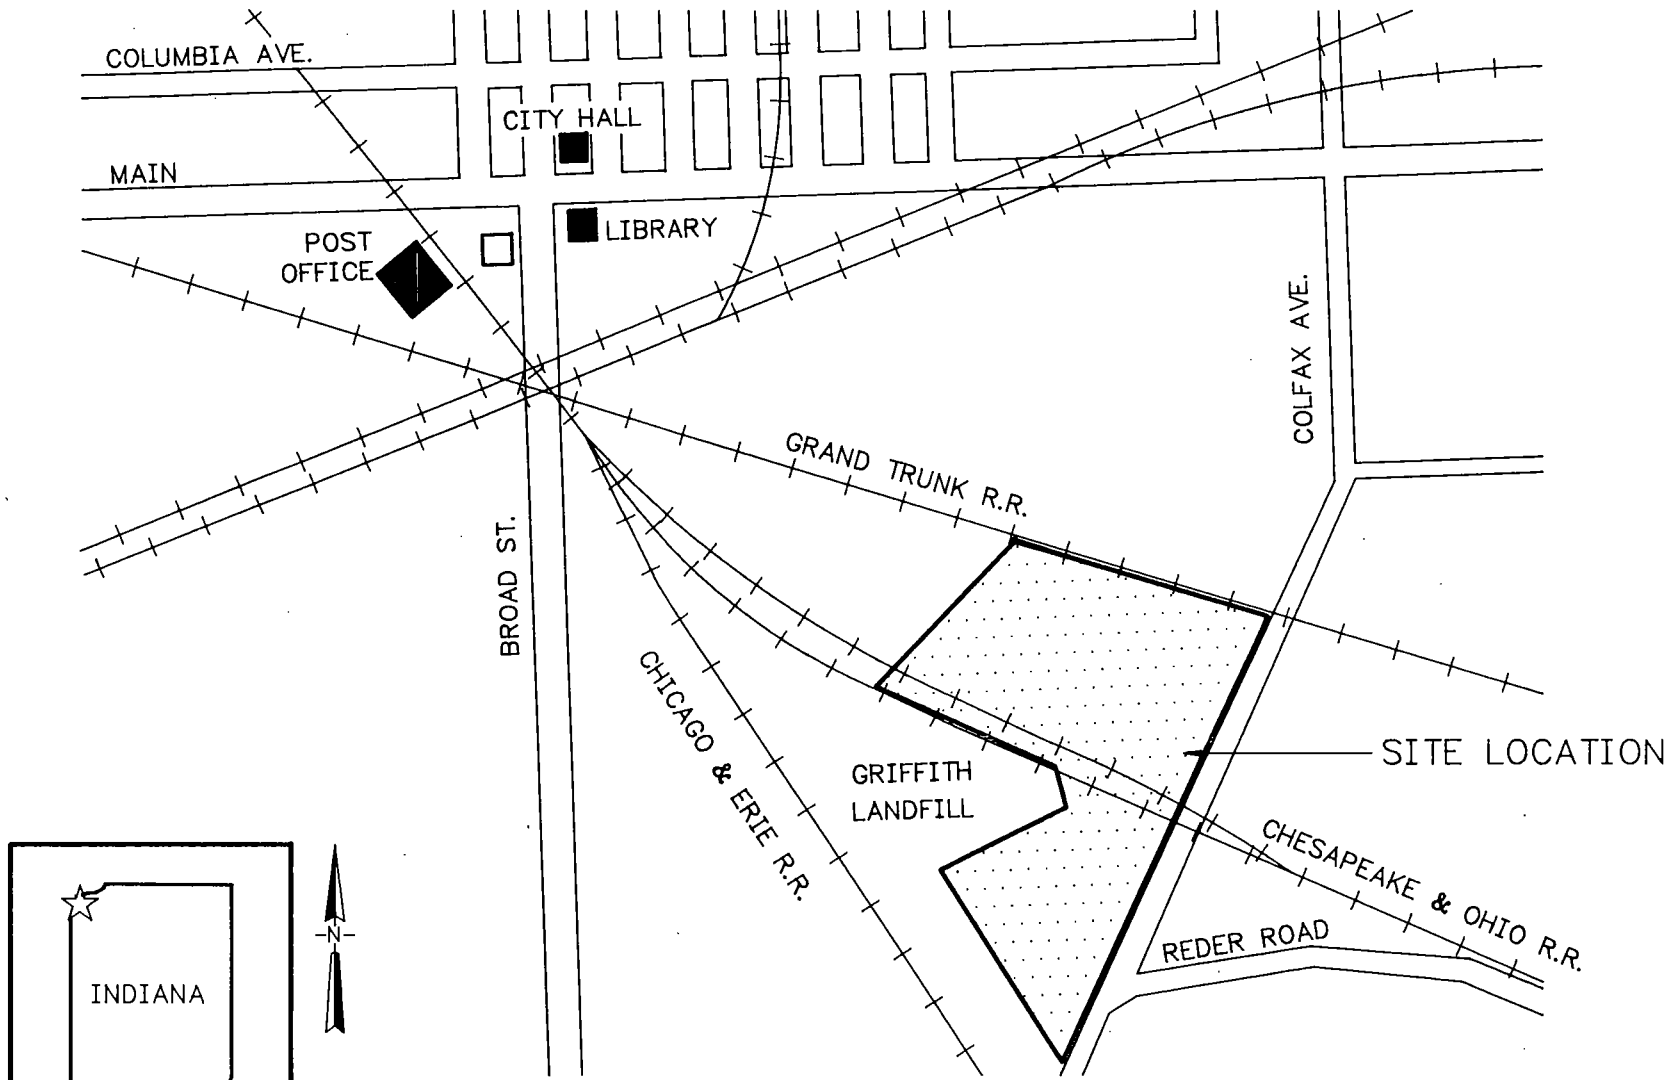 COLUMBIA AVE.
CITY HALL
MAIN
LIBRARY
POST
OFFICE
COLFAX AVE.
GRAND TRUNK R.R.
BROAD ST.
CHICAGO & ERIE R.R.
SITE LOCATION
GRIFFITH
LANDFILL
CHESAPEAKE & OHIO R.R.
REDER ROAD
-N-
INDIANA